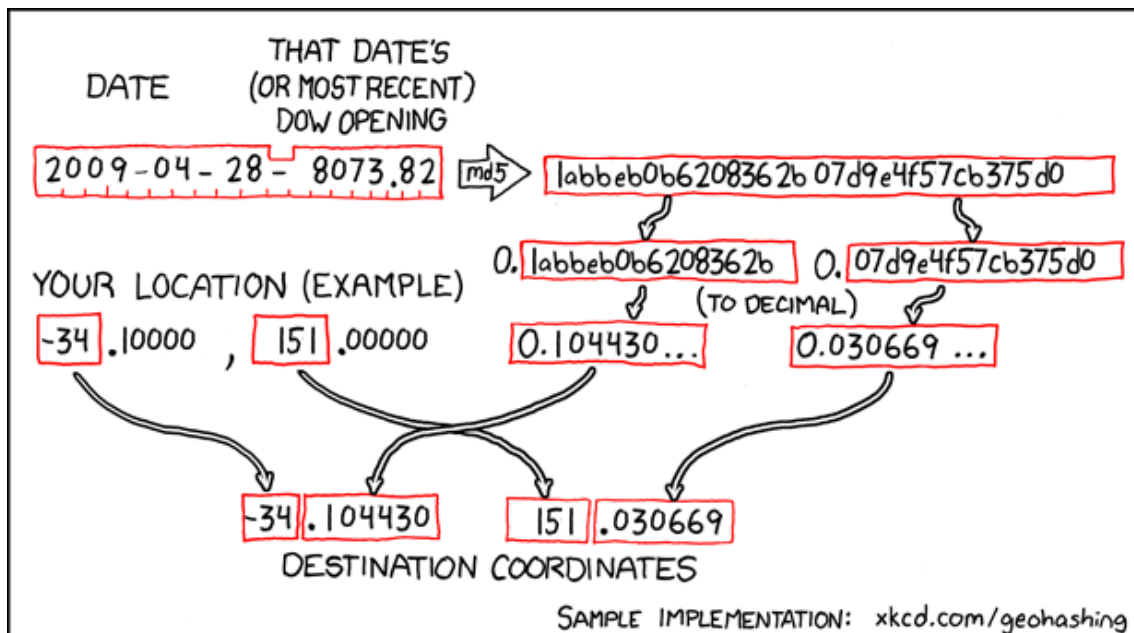 DATE
THAT DATE'S
(OR MOST RECENT)
DOW OPENING
2009-04-28-8073.82
md5
1abbeb0b6208362b07d9e4f57cb375d0
0.1abbeb0b6208362b
0.07d9e4f57cb375d0
(TO DECIMAL)
YOUR LOCATION (EXAMPLE)
-34.10000, 151.00000
0.104430...
0.030669...
-34.104430
151.030669
DESTINATION COORDINATES
SAMPLE IMPLEMENTATION: xkcd.com/geohashing